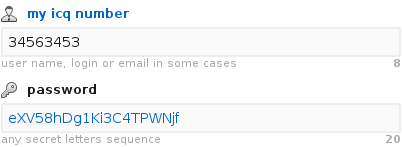 my icq number
34563453
user name, login or email in some cases 8
password
eXV58hDg1Ki3C4TPWNjf
any secret letters sequence 20